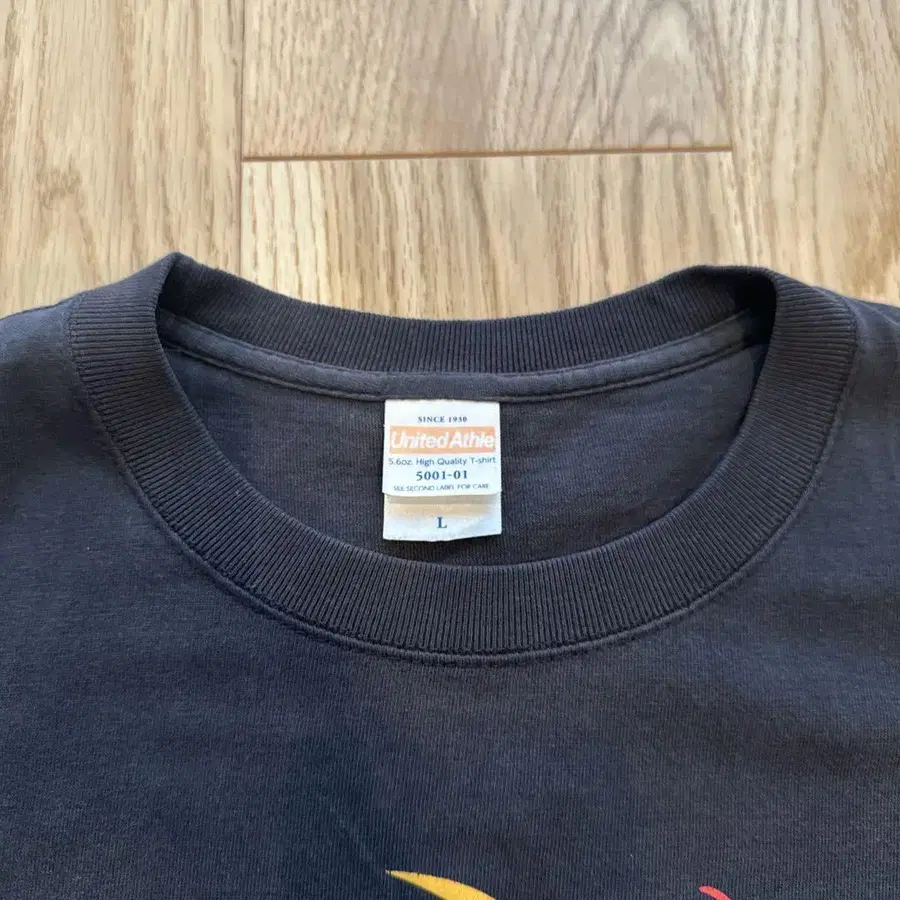 SINCE 1950
United Athle
5.6oz. High Quality T-shirt
5001-01
SEE SECOND LABEL FOR CARE
L